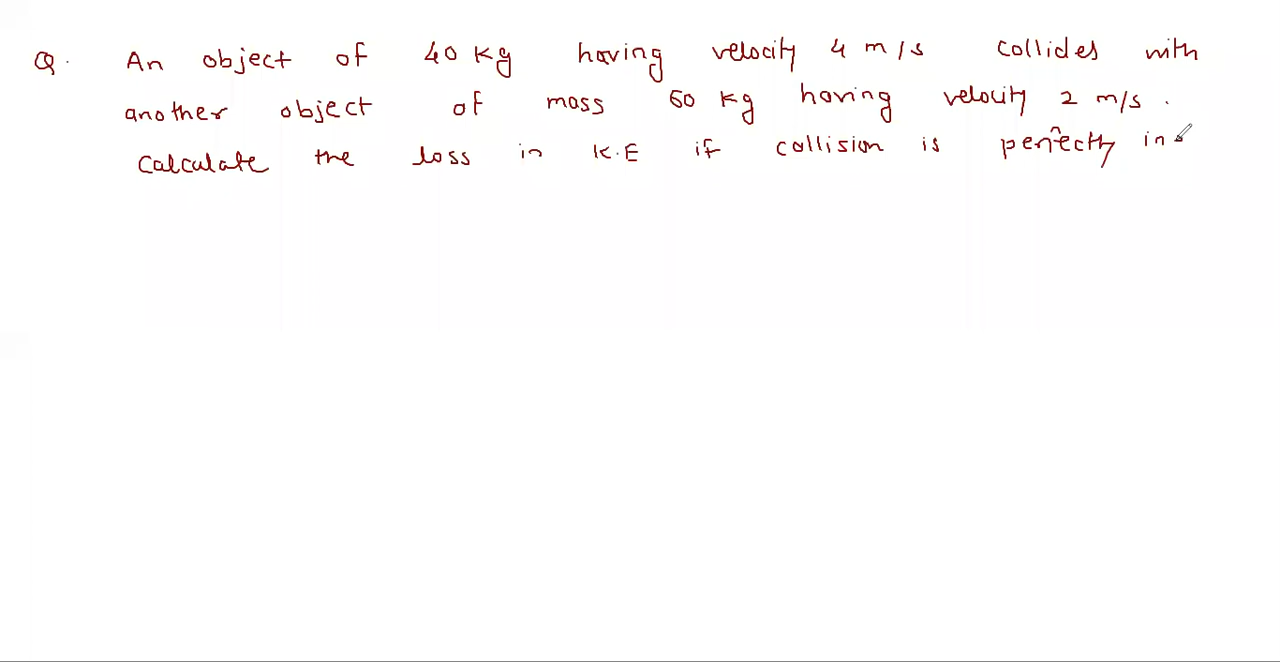 Q. An object of 40 kg having velocity 4 m/s collides with
another object of mass 60 kg having velocity 2 m/s.
Calculate the loss in K.E if collision is perfectly in